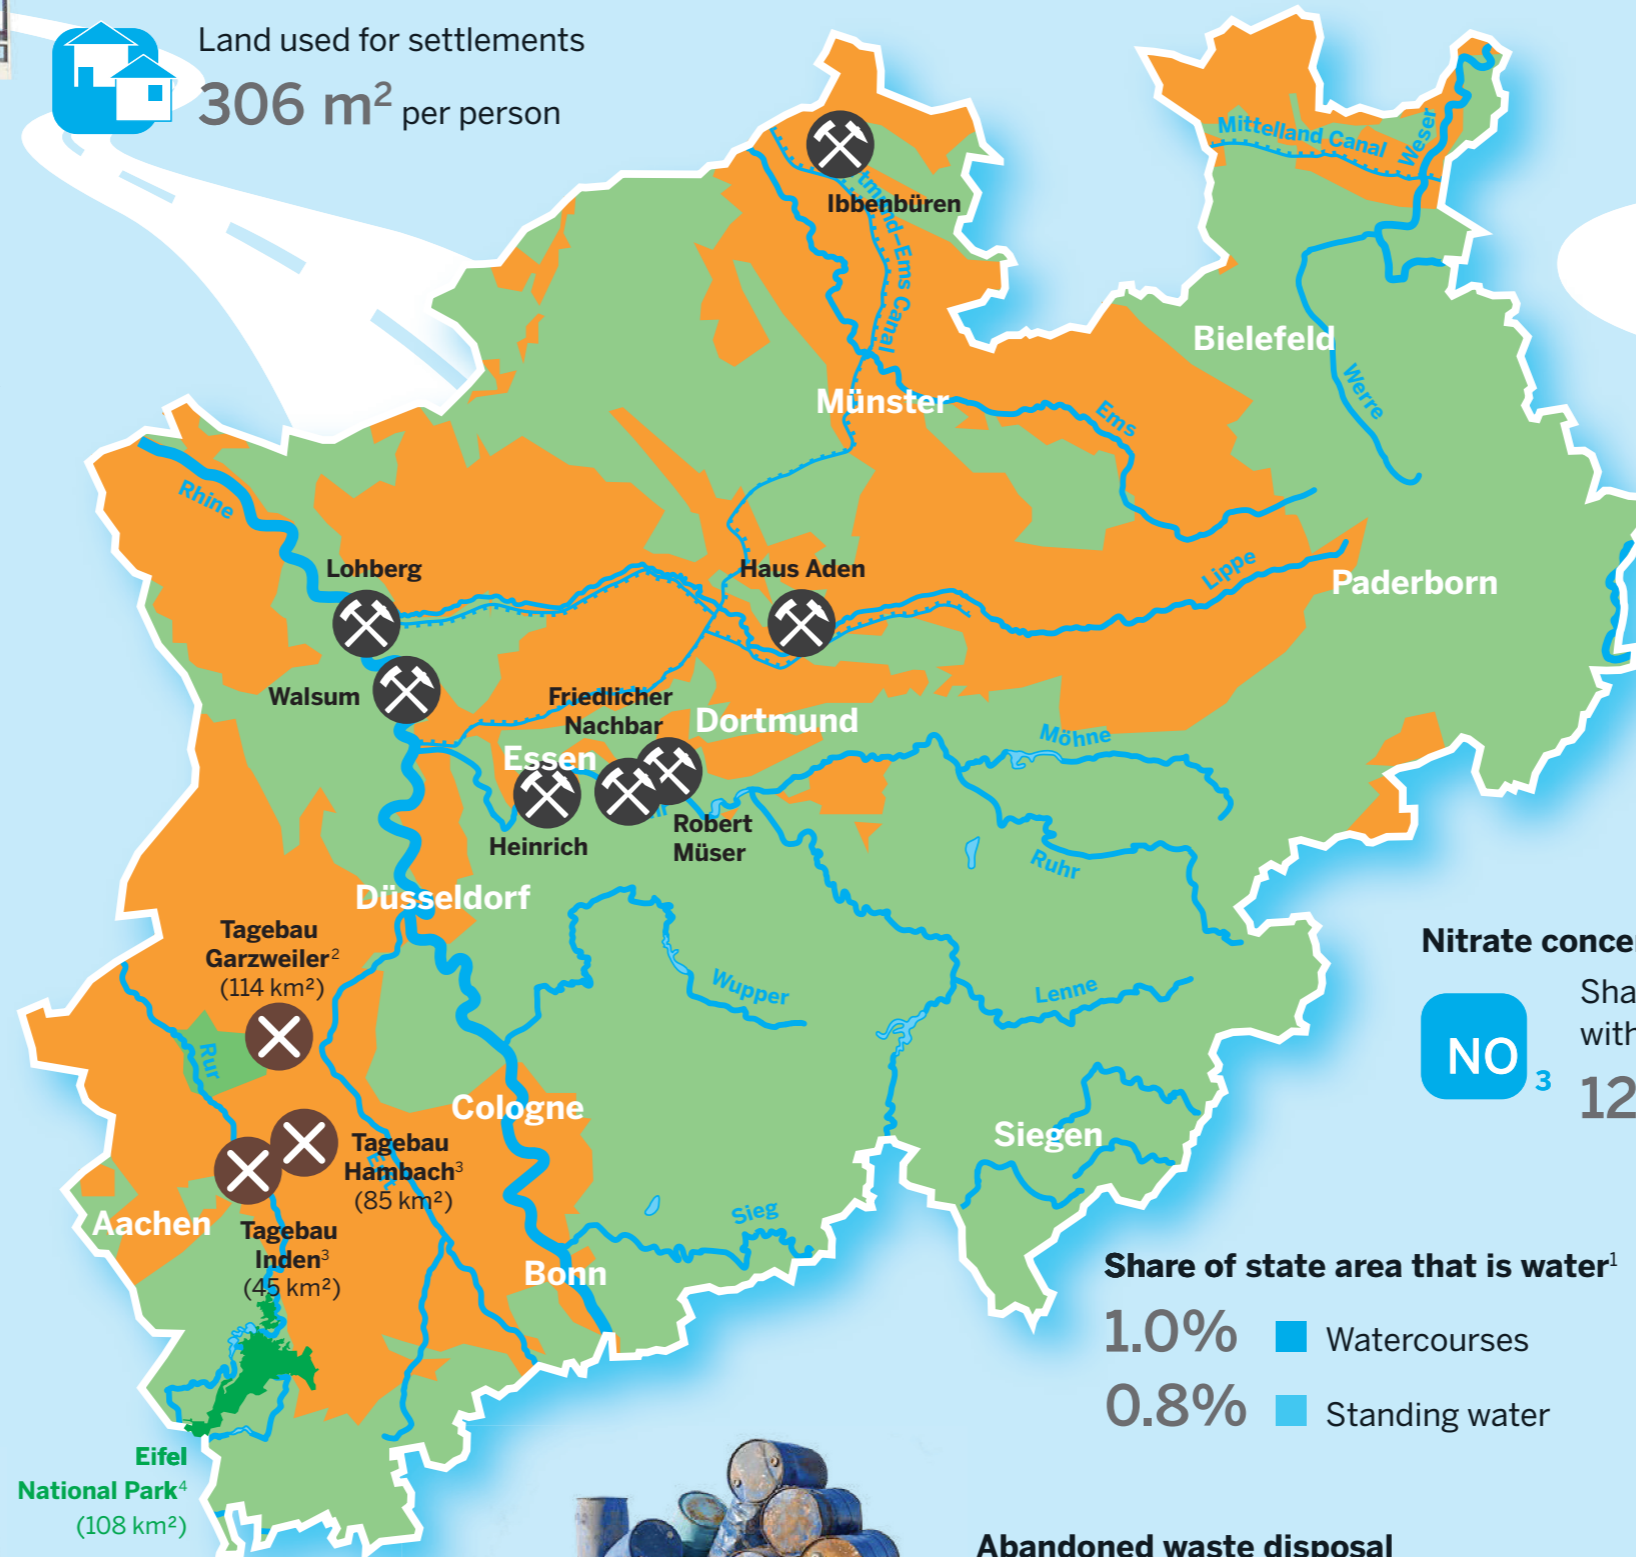 Land used for settlements
306 m² per person
Mittelland Canal
Weser
Ibbenbüren
tmund–Ems Canal
Bielefeld
Münster
Werre
Ems
Rhine
Lohberg
Haus Aden
Lippe
Paderborn
Walsum
Friedlicher
Nachbar
Dortmund
Essen
Möhne
Heinrich
Robert
Müser
Ruhr
Düsseldorf
Tagebau
Garzweiler²
(114 km²)
Wupper
Lenne
Nitrate conce
Sha
with
NO3
12
Rur
Cologne
Siegen
Tagebau
Hambach³
(85 km²)
Aachen
Tagebau
Inden³
(45 km²)
Sieg
Bonn
Share of state area that is water¹
1.0% Watercourses
0.8% Standing water
Eifel
National Park⁴
(108 km²)
Abandoned waste disposal